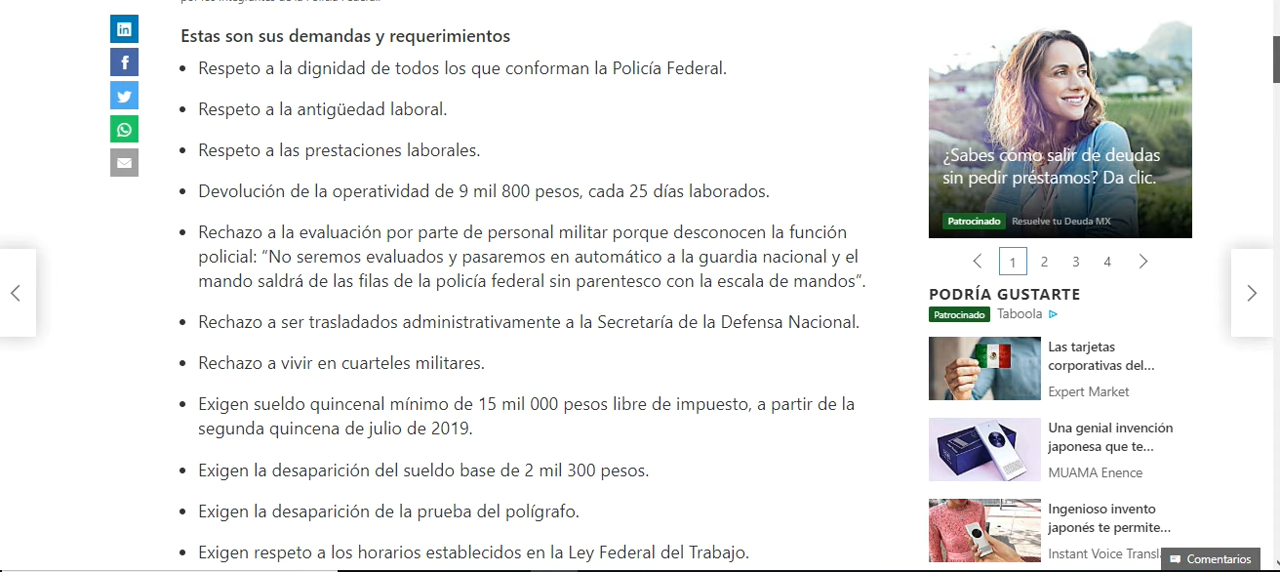 Estas son sus demandas y requerimientos
Respeto a la dignidad de todos los que conforman la Policía Federal.
Respeto a la antigüedad laboral.
Respeto a las prestaciones laborales.
Devolución de la operatividad de 9 mil 800 pesos, cada 25 días laborados.
Rechazan la evaluación por parte de personal militar porque desconocen la función
policial: “No seremos evaluados y pasaremos en automático a la guardia nacional y el
mando saldrá de las filas de la policía federal sin parentesco con la escala de mandos”.
Rechazo a ser trasladados administrativamente a la Secretaría de la Defensa Nacional.
Rechazo a vivir en cuarteles militares.
Exigen sueldo quincenal mínimo de 15 mil 000 pesos libre de impuesto, a partir de la
segunda quincena de julio de 2019.
Exigen la desaparición del sueldo base de 2 mil 300 pesos.
Exigen la desaparición de la prueba del polígrafo.
Exigen respeto a los horarios establecidos en la Ley Federal del Trabajo.
¿Sabes cómo salir de deudas
sin pedir préstamos? Da clic.
Patrocinado Resuelve tu Deuda MX
1 2 3 4
PODRÍA GUSTARTE
Patrocinado Taboola
Las tarjetas
corporativas del...
Expert Market
Una genial invención
japonesa que te...
MUAMA Enence
Ingenioso invento
japonés te permite...
Instant Voice Transl
Comentarios